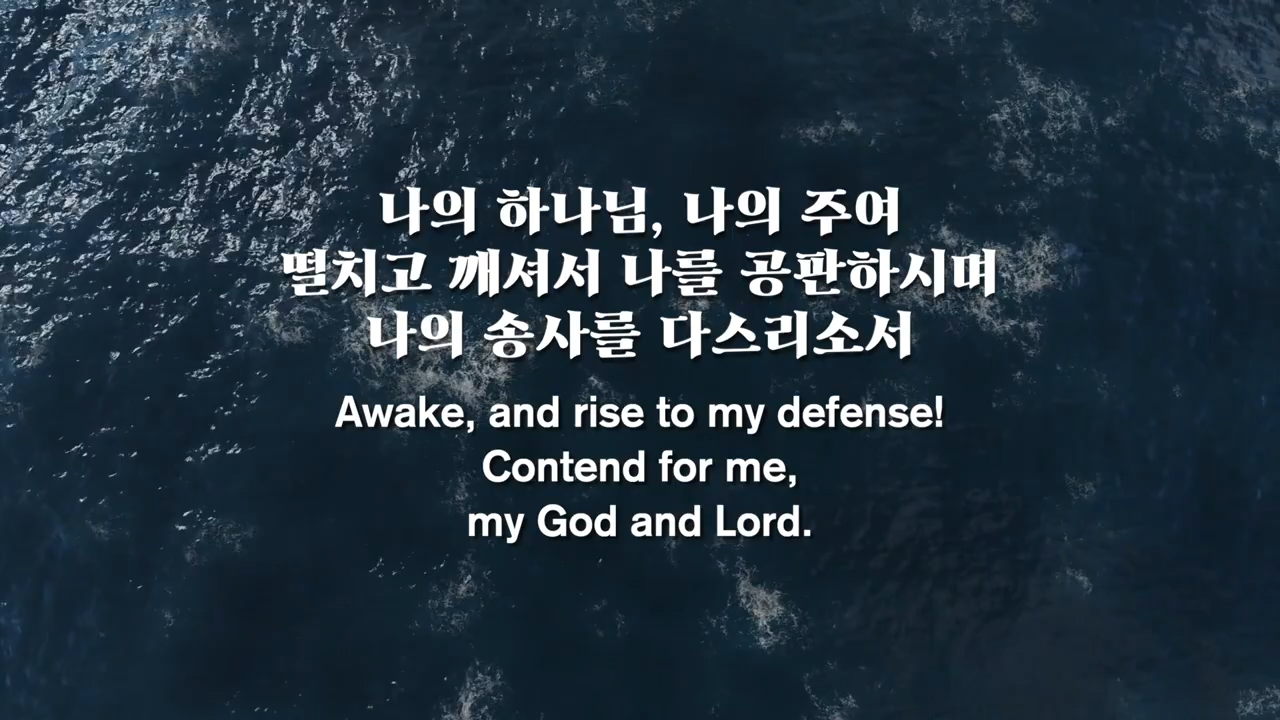 나의 하나님, 나의 주여
떨치고 깨셔서 나를 공판하시며
나의 송사를 다스리소서
Awake, and rise to my defense!
Contend for me,
my God and Lord.